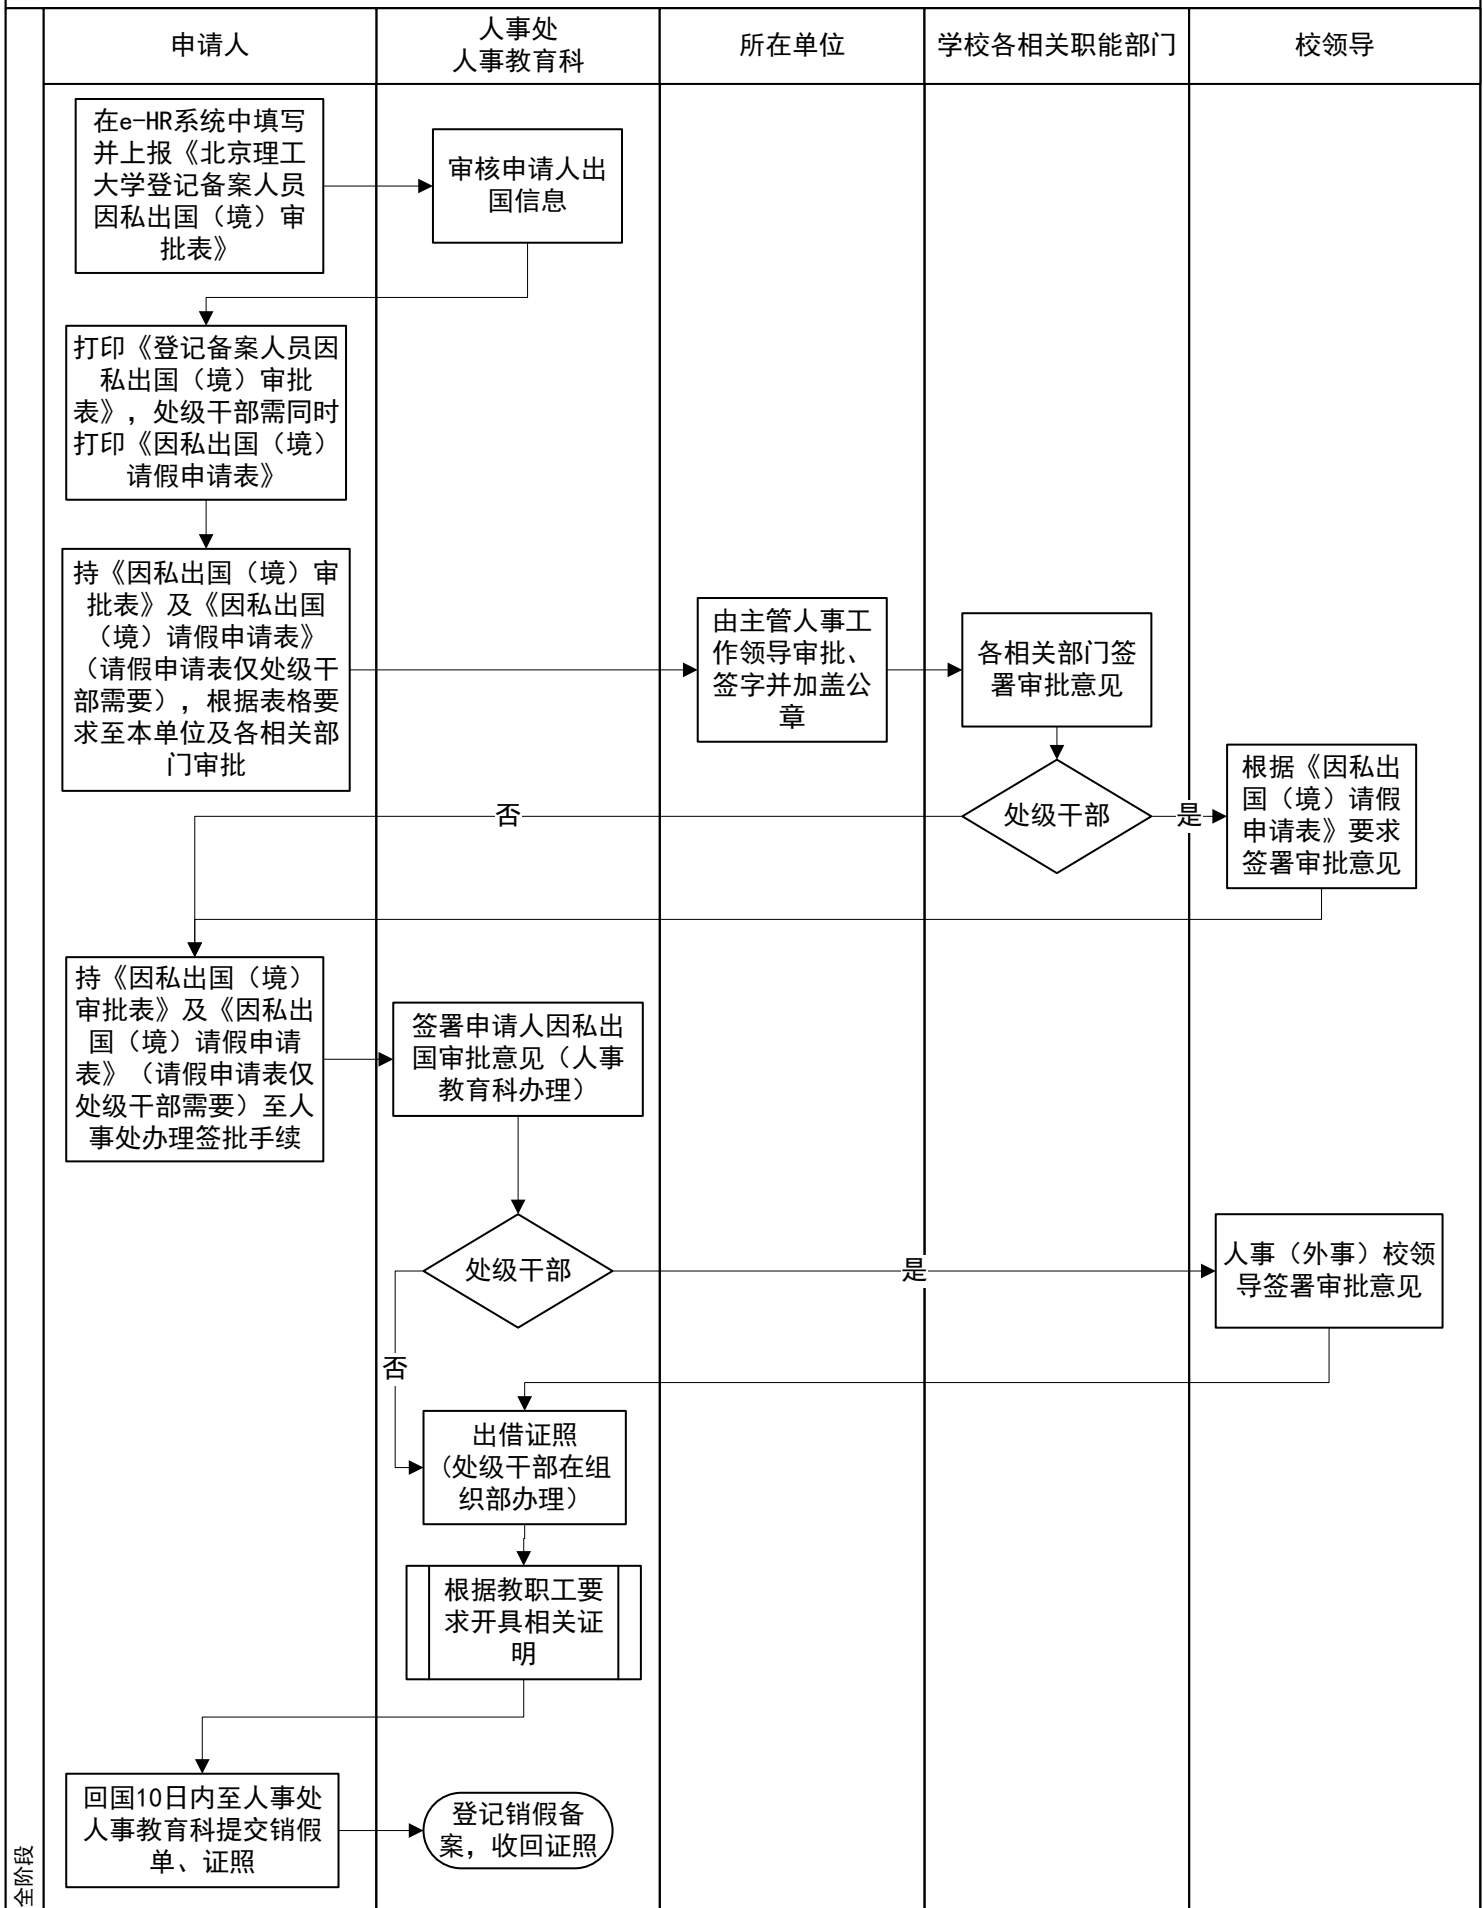 申请人
人事处
人事教育科
所在单位
学校各相关职能部门
校领导
在e-HR系统中填写
并上报《北京理工
大学登记备案人员
因私出国（境）审
批表》
审核申请人出
国信息
打印《登记备案人员因
私出国（境）审批
表》，处级干部需同时
打印《因私出国（境）
请假申请表》
持《因私出国（境）审
批表》及《因私出国
（境）请假申请表》
（请假申请表仅处级干
部需要），根据表格要
求至本单位及各相关部
门审批
由主管人事工
作领导审批、
签字并加盖公
章
各相关部门签
署审批意见
处级干部
是
否
根据《因私出
国（境）请假
申请表》要求
签署审批意见
持《因私出国（境）
审批表》及《因私出
国（境）请假申请
表》（请假申请表仅
处级干部需要）至人
事处办理签批手续
签署申请人因私出
国审批意见（人事
教育科办理）
处级干部
是
否
人事（外事）校领
导签署审批意见
出借证照
（处级干部在组
织部办理）
根据教职工要
求开具相关证
明
回国10日内至人事处
人事教育科提交销假
单、证照
登记销假备
案，收回证照
全阶段